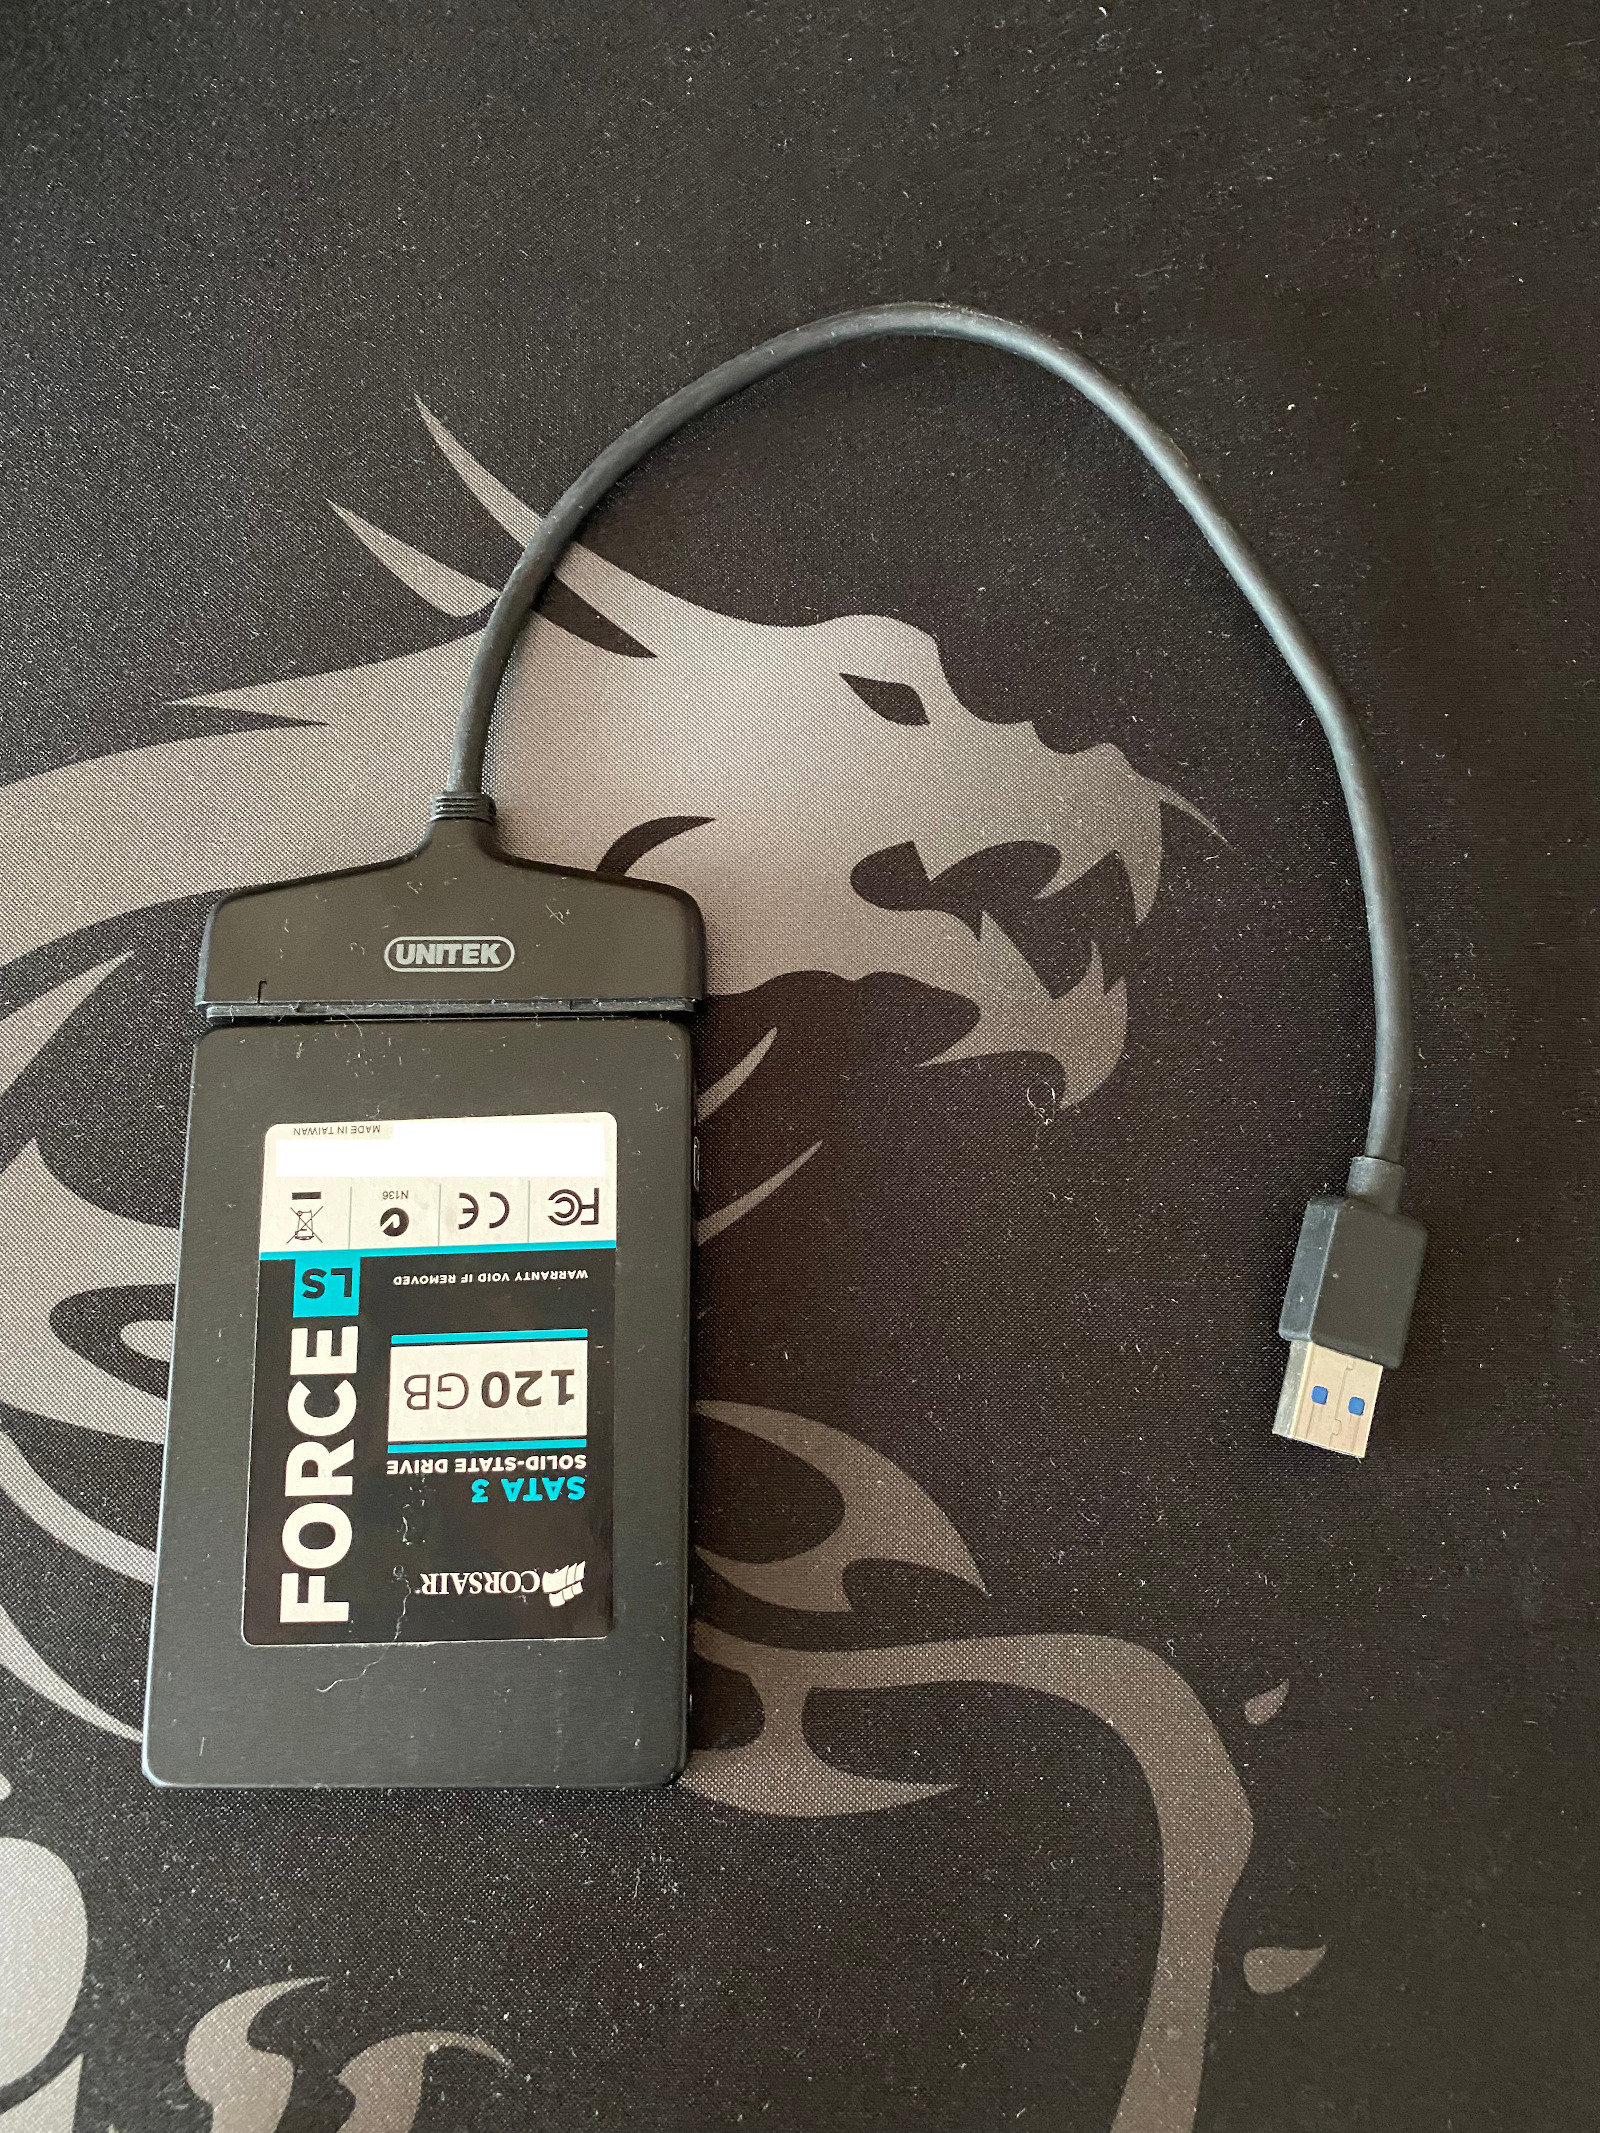 UNITEK
CORSAIR
SATA 3
SOLID-STATE DRIVE
120 GB
WARRANTY VOID IF REMOVED
FORCE LS
FC CE N136
MADE IN TAIWAN